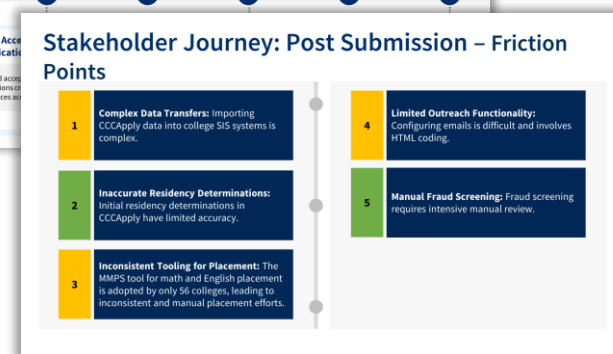 Acce
Stakeholder Journey: Post Submission – Friction
Points
1
Complex Data Transfers: Importing
CCCApply data into college SIS systems is
complex.
2
Inaccurate Residency Determinations:
Initial residency determinations in
CCCApply have limited accuracy.
3
Inconsistent Tooling for Placement: The
MMPS tool for math and English placement
is adopted by only 56 colleges, leading to
inconsistent and manual placement efforts.
4
Limited Outreach Functionality:
Configuring emails is difficult and involves
HTML coding.
5
Manual Fraud Screening: Fraud screening
requires intensive manual review.